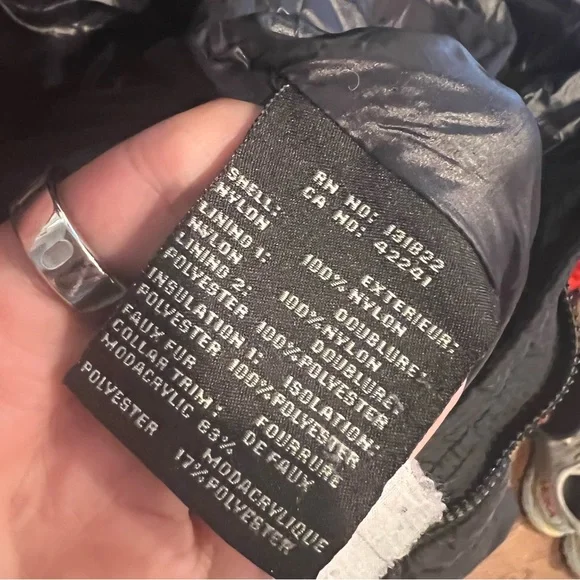 RN NO: 131822
CA NO: 42241
SHELL: EXTERIEUR:
NYLON 100% NYLON
LINING 1: DOUBLURE:
NYLON 100% NYLON
LINING 2: DOUBLURE
POLYESTER 100% POLYESTER
INSULATION 1: ISOLATION:
POLYESTER 100% POLYESTER
FAUX FUR FOURRURE
COLLAR TRIM: DE FAUX
MODACRYLIC 83% MODACRYLIQUE
POLYESTER 17% POLYESTER